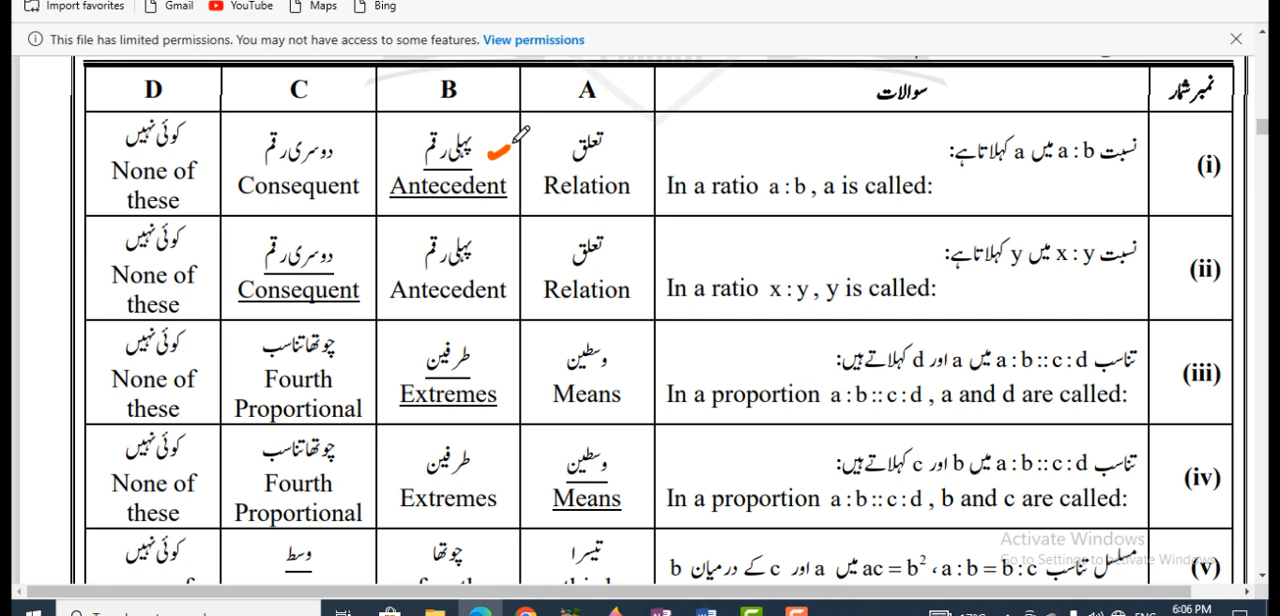 Import favorites Gmail YouTube Maps Bing
This file has limited permissions. You may not have access to some features. View permissions
نمبر شمار سوالات A B C D
(i) نسبت a : b میں a کہلاتا ہے:
In a ratio a : b , a is called:
تعلق
Relation
پہلی رقم
Antecedent
دوسری رقم
Consequent
کوئی نہیں
None of
these
(ii) نسبت x : y میں y کہلاتا ہے:
In a ratio x : y , y is called:
تعلق
Relation
پہلی رقم
Antecedent
دوسری رقم
Consequent
کوئی نہیں
None of
these
(iii) تناسب a : b :: c : d میں a اور d کہلاتے ہیں:
In a proportion a : b :: c : d , a and d are called:
وسطین
Means
طرفین
Extremes
چوتھا تناسب
Fourth
Proportional
کوئی نہیں
None of
these
(iv) تناسب a : b :: c : d میں b اور c کہلاتے ہیں:
In a proportion a : b :: c : d , b and c are called:
وسطین
Means
طرفین
Extremes
چوتھا تناسب
Fourth
Proportional
کوئی نہیں
None of
these
(v) مسلسل تناسب a : b = b : c ، ac = b² میں a اور c کے درمیان b
تیسرا
چوتھا
وسط
کوئی نہیں
Activate Windows
Go to Settings to activate Windows.
6:06 PM